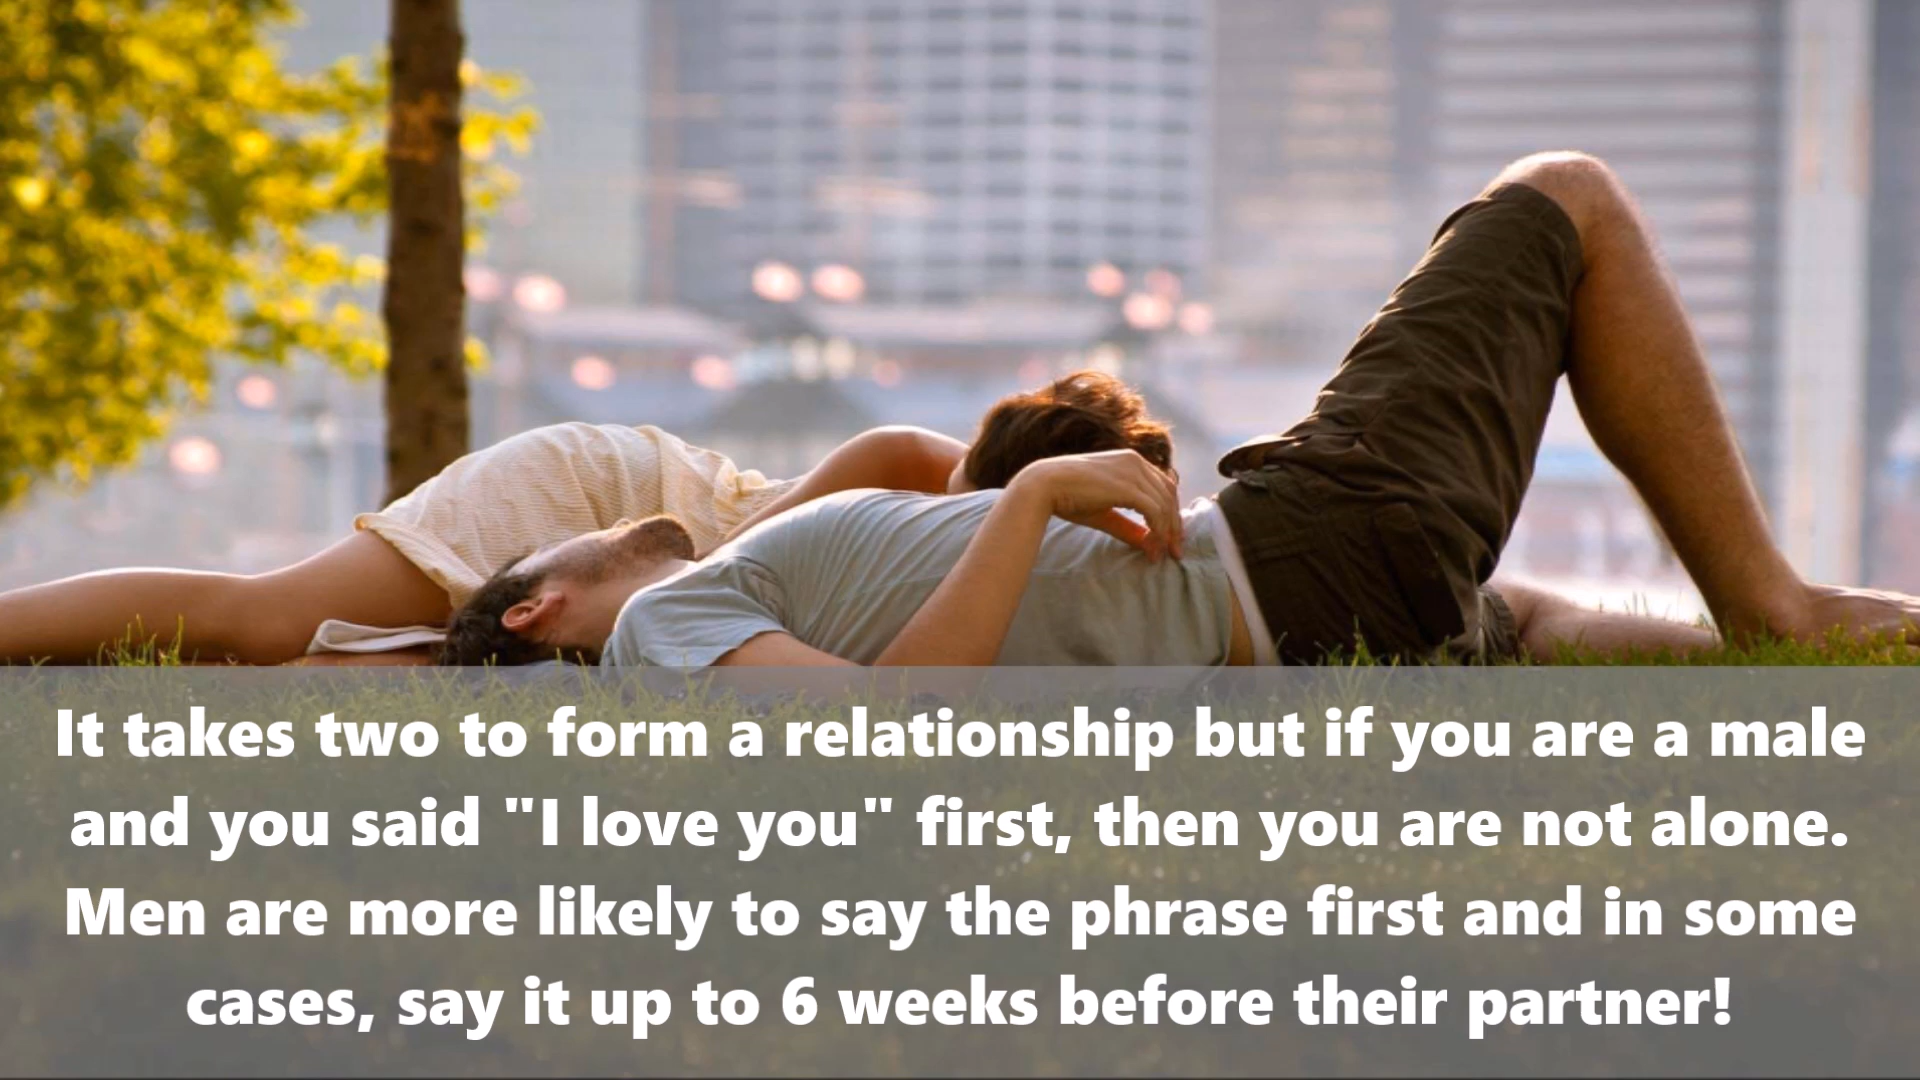 It takes two to form a relationship but if you are a male
and you said "I love you" first, then you are not alone.
Men are more likely to say the phrase first and in some
cases, say it up to 6 weeks before their partner!